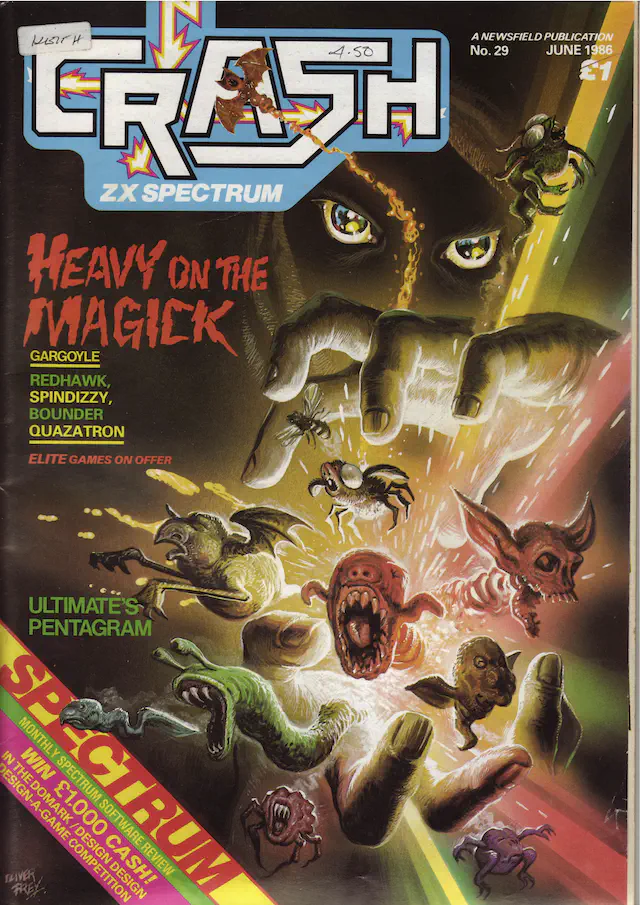 A NEWSFIELD PUBLICATION
No. 29 JUNE 1986
£1
4.50
CRASH
ZX SPECTRUM
HEAVY ON THE
MAGICK
GARGOYLE
REDHAWK,
SPINDIZZY,
BOUNDER
QUAZATRON
ELITE GAMES ON OFFER
ULTIMATE'S
PENTAGRAM
SPECTRUM
MONTHLY SPECTRUM SOFTWARE REVIEW
WIN £1,000 CASH!
IN THE DOMARK/DESIGN DESIGN
DESIGN-A-GAME COMPETITION
OLIVER
FREY